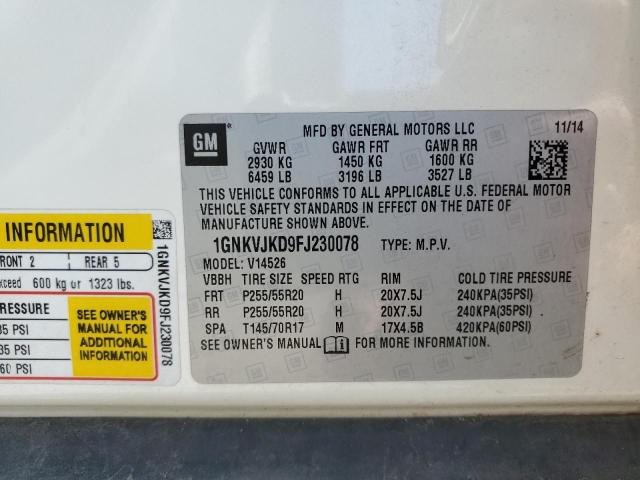 GM
MFD BY GENERAL MOTORS LLC 11/14
GVWR GAWR FRT GAWR RR
2930 KG 1450 KG 1600 KG
6459 LB 3196 LB 3527 LB
THIS VEHICLE CONFORMS TO ALL APPLICABLE U.S. FEDERAL MOTOR
VEHICLE SAFETY STANDARDS IN EFFECT ON THE DATE OF
MANUFACTURE SHOWN ABOVE.
1GNKVJKD9FJ230078 TYPE: M.P.V.
MODEL: V14526
VBBH TIRE SIZE SPEED RTG RIM COLD TIRE PRESSURE
FRT P255/55R20 H 20X7.5J 240KPA(35PSI)
RR P255/55R20 H 20X7.5J 240KPA(35PSI)
SPA T145/70R17 M 17X4.5B 420KPA(60PSI)
SEE OWNER'S MANUAL FOR MORE INFORMATION.
INFORMATION
FRONT 2 REAR 5
exceed 600 kg or 1323 lbs.
PRESSURE
35 PSI
35 PSI
60 PSI
SEE OWNER'S
MANUAL FOR
ADDITIONAL
INFORMATION
1GNKVJKD9FJ230078